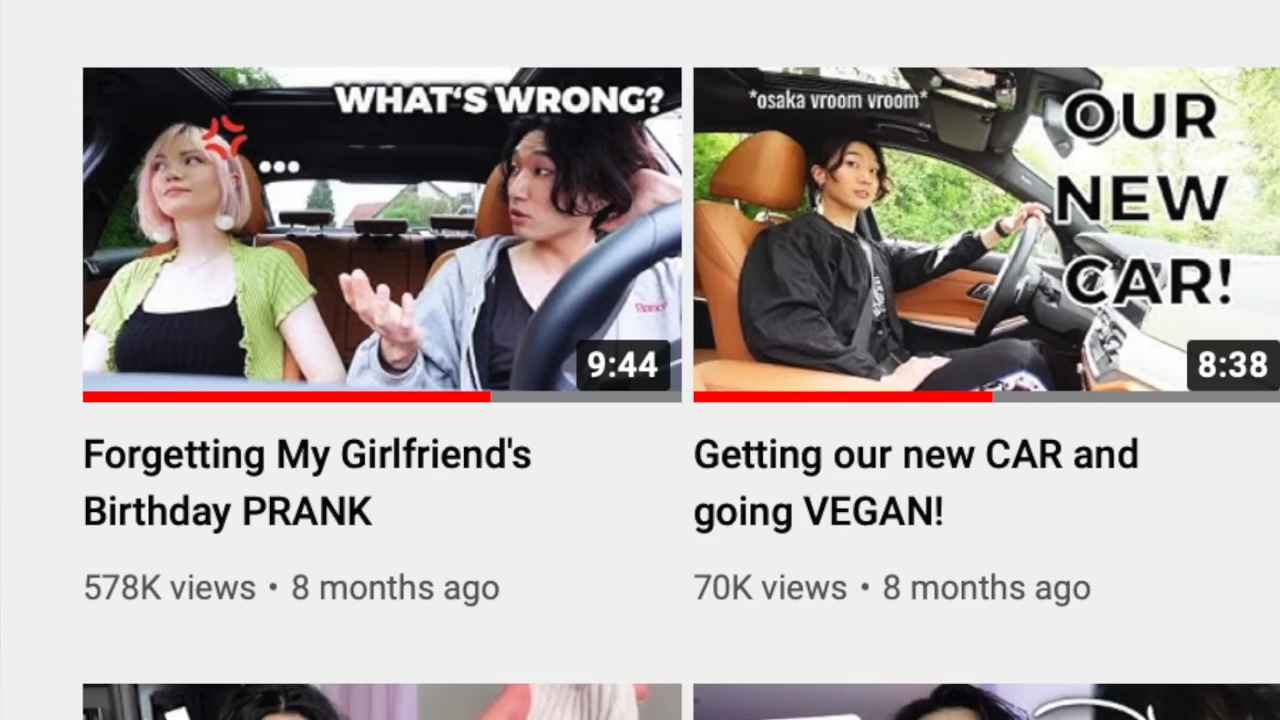 WHAT'S WRONG?
...
Banc
9:44
*osaka vroom vroom*
OUR
NEW
CAR!
8:38
Forgetting My Girlfriend's
Birthday PRANK
578K views • 8 months ago
Getting our new CAR and
going VEGAN!
70K views • 8 months ago